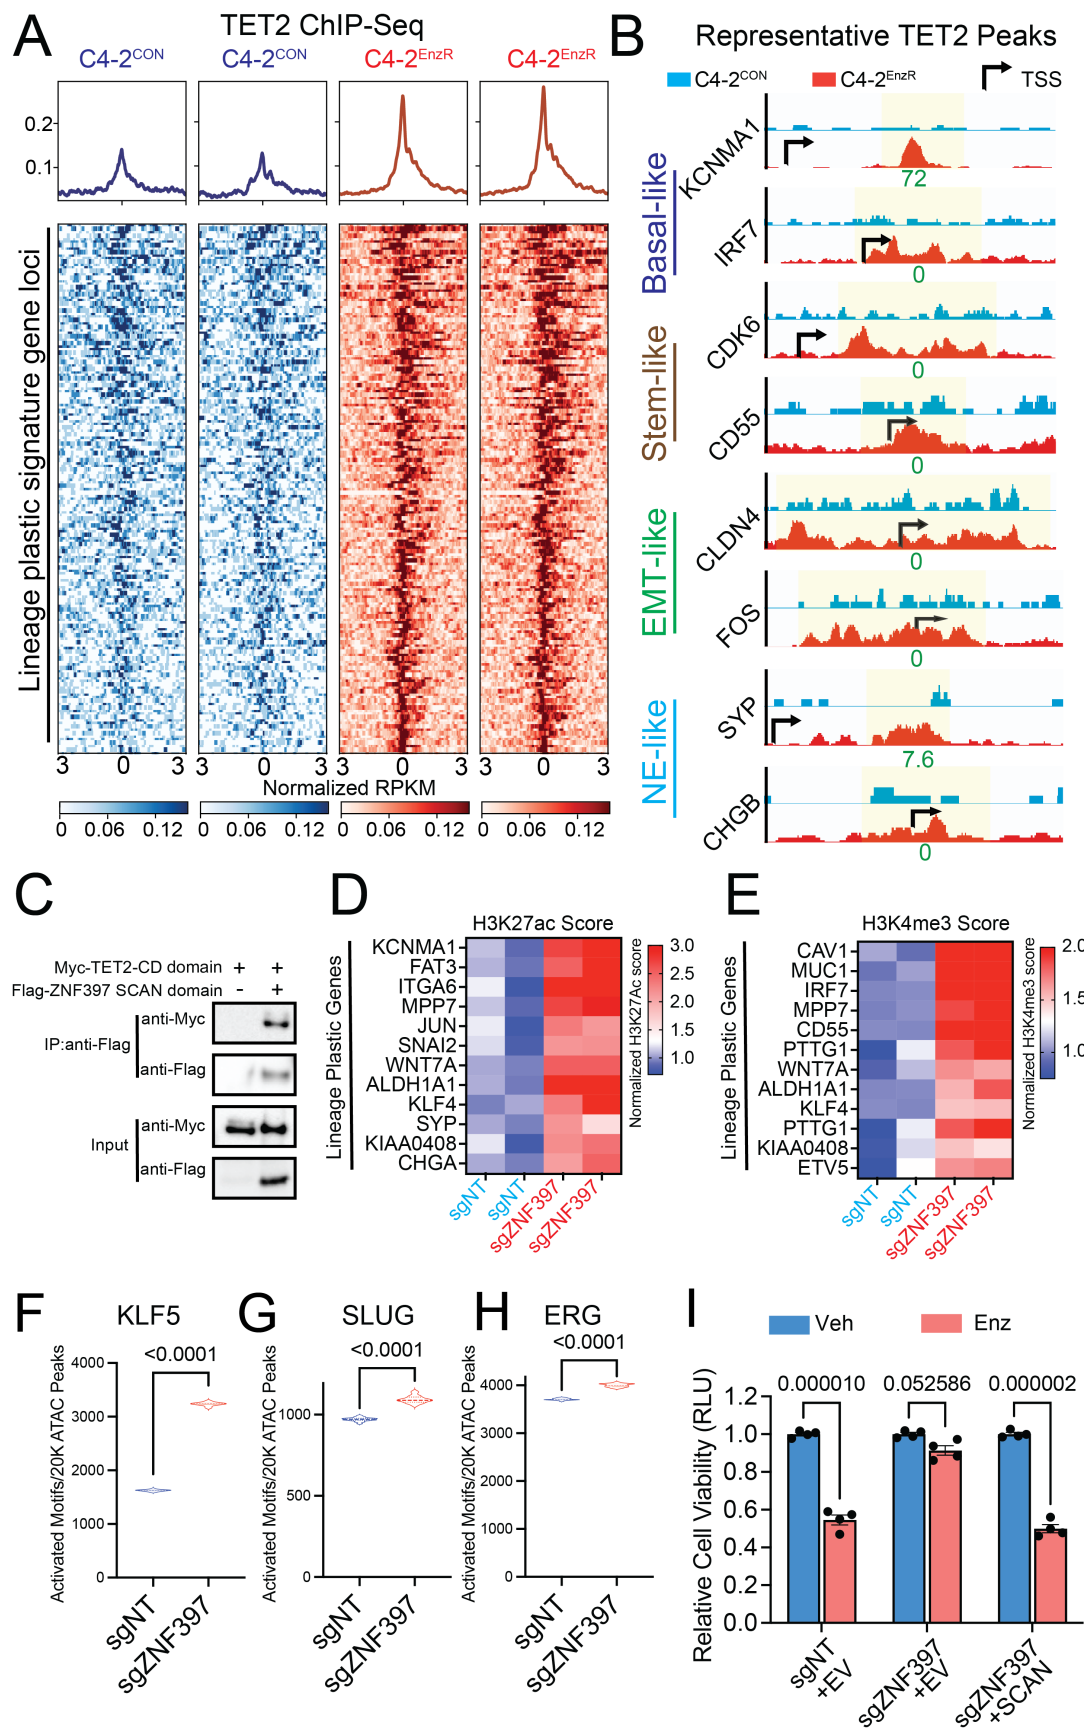 A
TET2 ChIP-Seq
C4-2CON
C4-2CON
C4-2EnzR
C4-2EnzR
0.2
0.1
Lineage plastic signature gene loci
3 0 3
3 0 3
3 0 3
3 0 3
Normalized RPKM
0 0.06 0.12
0 0.06 0.12
0 0.06 0.12
0 0.06 0.12
B
Representative TET2 Peaks
C4-2CON
C4-2EnzR
TSS
Basal-like
Stem-like
EMT-like
NE-like
KCNMA1
72
IRF7
0
CDK6
0
CD55
0
CLDN4
0
FOS
0
SYP
7.6
CHGB
0
C
Myc-TET2-CD domain + +
Flag-ZNF397 SCAN domain - +
IP:anti-Flag
anti-Myc
anti-Flag
Input
anti-Myc
anti-Flag
D
H3K27ac Score
Lineage Plastic Genes
KCNMA1
FAT3
ITGA6
MPP7
JUN
SNAI2
WNT7A
ALDH1A1
KLF4
SYP
KIAA0408
CHGA
sgNT
sgNT
sgZNF397
sgZNF397
Normalized H3K27Ac score
3.0
2.5
2.0
1.5
1.0
E
H3K4me3 Score
Lineage Plastic Genes
CAV1
MUC1
IRF7
MPP7
CD55
PTTG1
WNT7A
ALDH1A1
KLF4
PTTG1
KIAA0408
ETV5
sgNT
sgNT
sgZNF397
sgZNF397
Normalized H3K4me3 score
2.0
1.5
1.0
F
KLF5
<0.0001
Activated Motifs/20K ATAC Peaks
4000
3000
2000
1000
0
sgNT
sgZNF397
G
SLUG
<0.0001
Activated Motifs/20K ATAC Peaks
1000
500
0
sgNT
sgZNF397
H
ERG
<0.0001
Activated Motifs/20K ATAC Peaks
4000
3000
2000
1000
0
sgNT
sgZNF397
I
Veh
Enz
Relative Cell Viability (RLU)
1.2
1.0
0.8
0.6
0.4
0.2
0.0
0.000010
0.052586
0.000002
sgNT
+EV
sgZNF397
+EV
sgZNF397
+SCAN